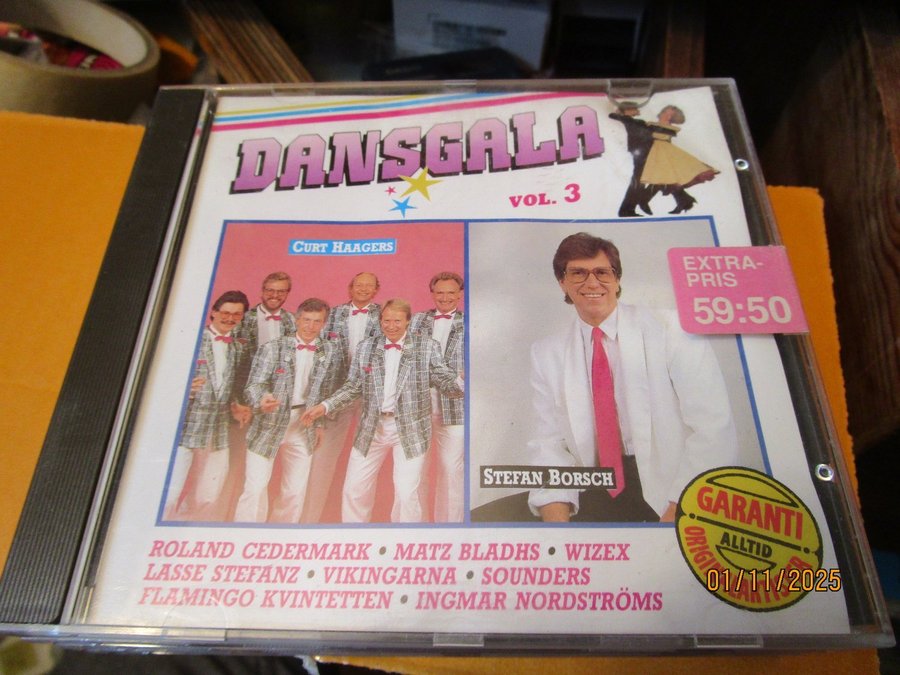 DANSGALA
VOL. 3
CURT HAAGERS
EXTRA-
PRIS
59:50
STEFAN BORSCH
GARANTI
ALLTID
ROLAND CEDERMARK • MATZ BLADHS • WIZEX
LASSE STEFÁNZ • VIKINGARNA • SOUNDERS
FLAMINGO KVINTETTEN • INGMAR NORDSTRÖMS
01/11/2025